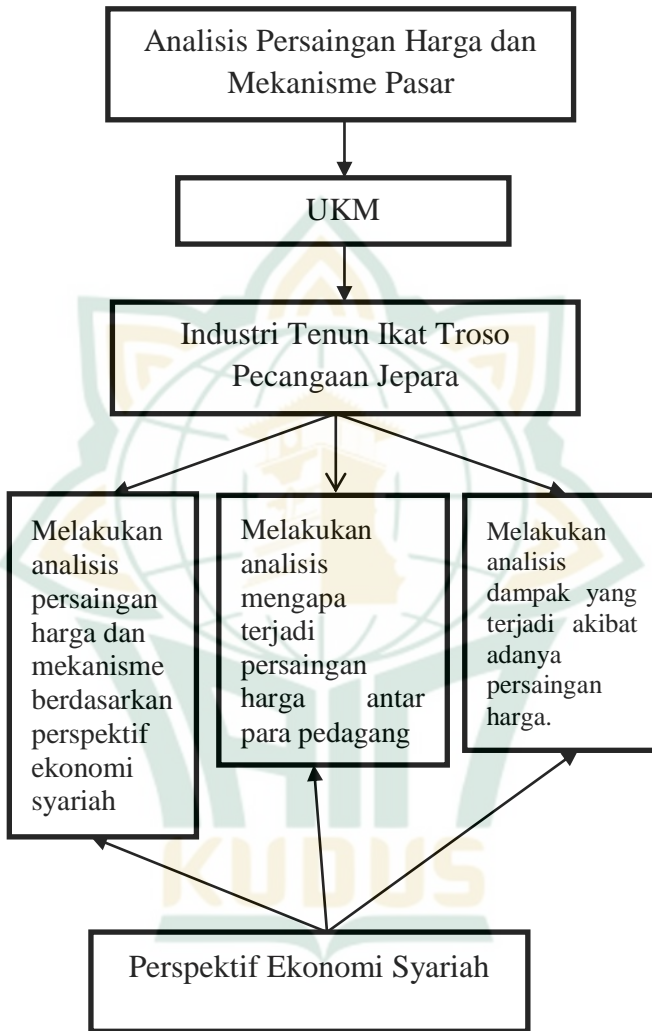 Analisis Persaingan Harga dan
Mekanisme Pasar
UKM
Industri Tenun Ikat Troso
Pecangaan Jepara
Melakukan
analisis
persaingan
harga dan
mekanisme
berdasarkan
perspektif
ekonomi
syariah
Melakukan
analisis
mengapa
terjadi
persaingan
harga antar
para pedagang
Melakukan
analisis
dampak yang
terjadi akibat
adanya
persaingan
harga.
KUDUS
Perspektif Ekonomi Syariah